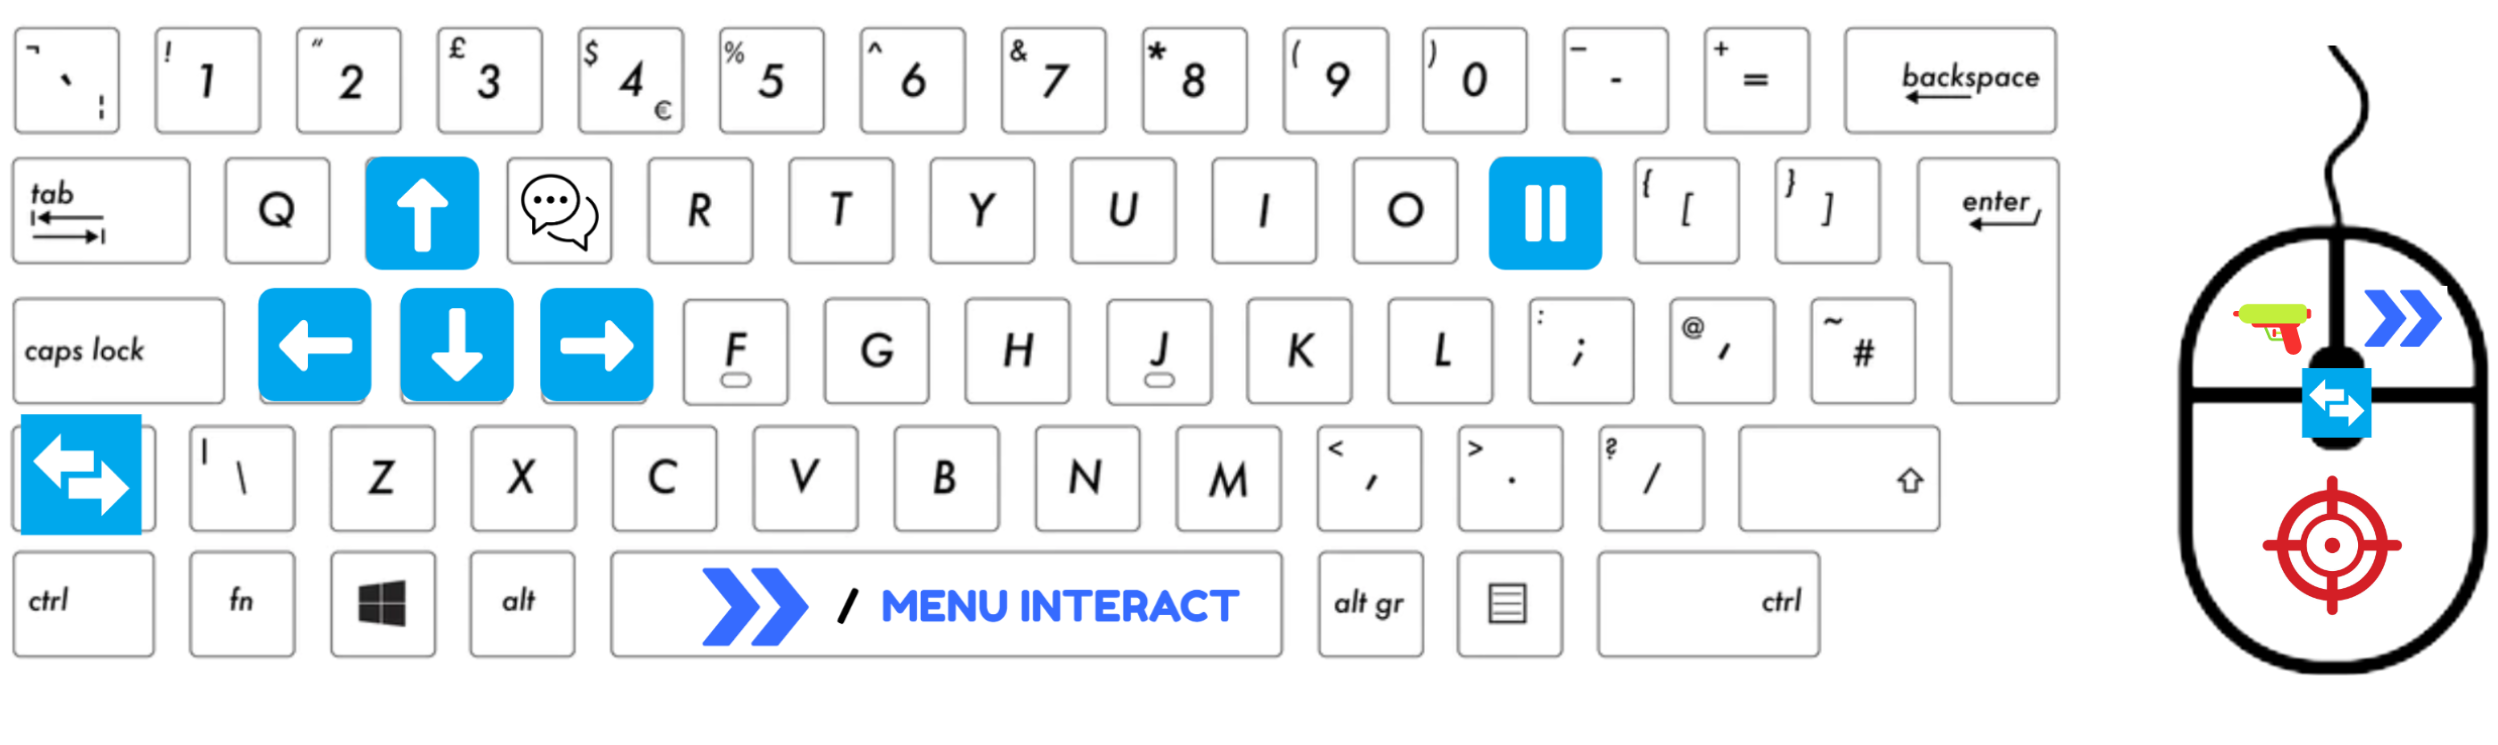 ¬ ` ¦ ! 1 " 2 £ 3 $ 4 € % 5 ^ 6 & 7 * 8 ( 9 ) 0 _ - + = backspace
tab Q R T Y U I O { [ } ] enter
caps lock F G H J K L : ; @ ' ~ #
| \ Z X C V B N M < , > . ? /
ctrl fn alt / MENU INTERACT alt gr ctrl